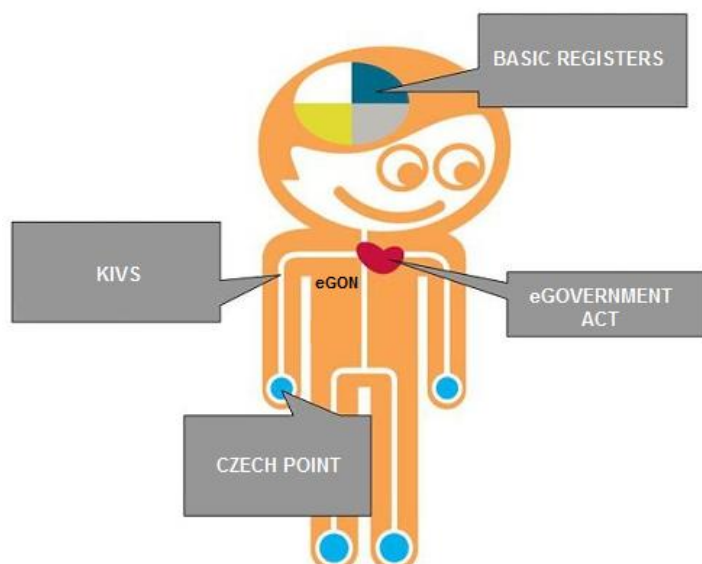 BASIC REGISTERS
KIVS
eGON
eGOVERNMENT
ACT
CZECH POINT